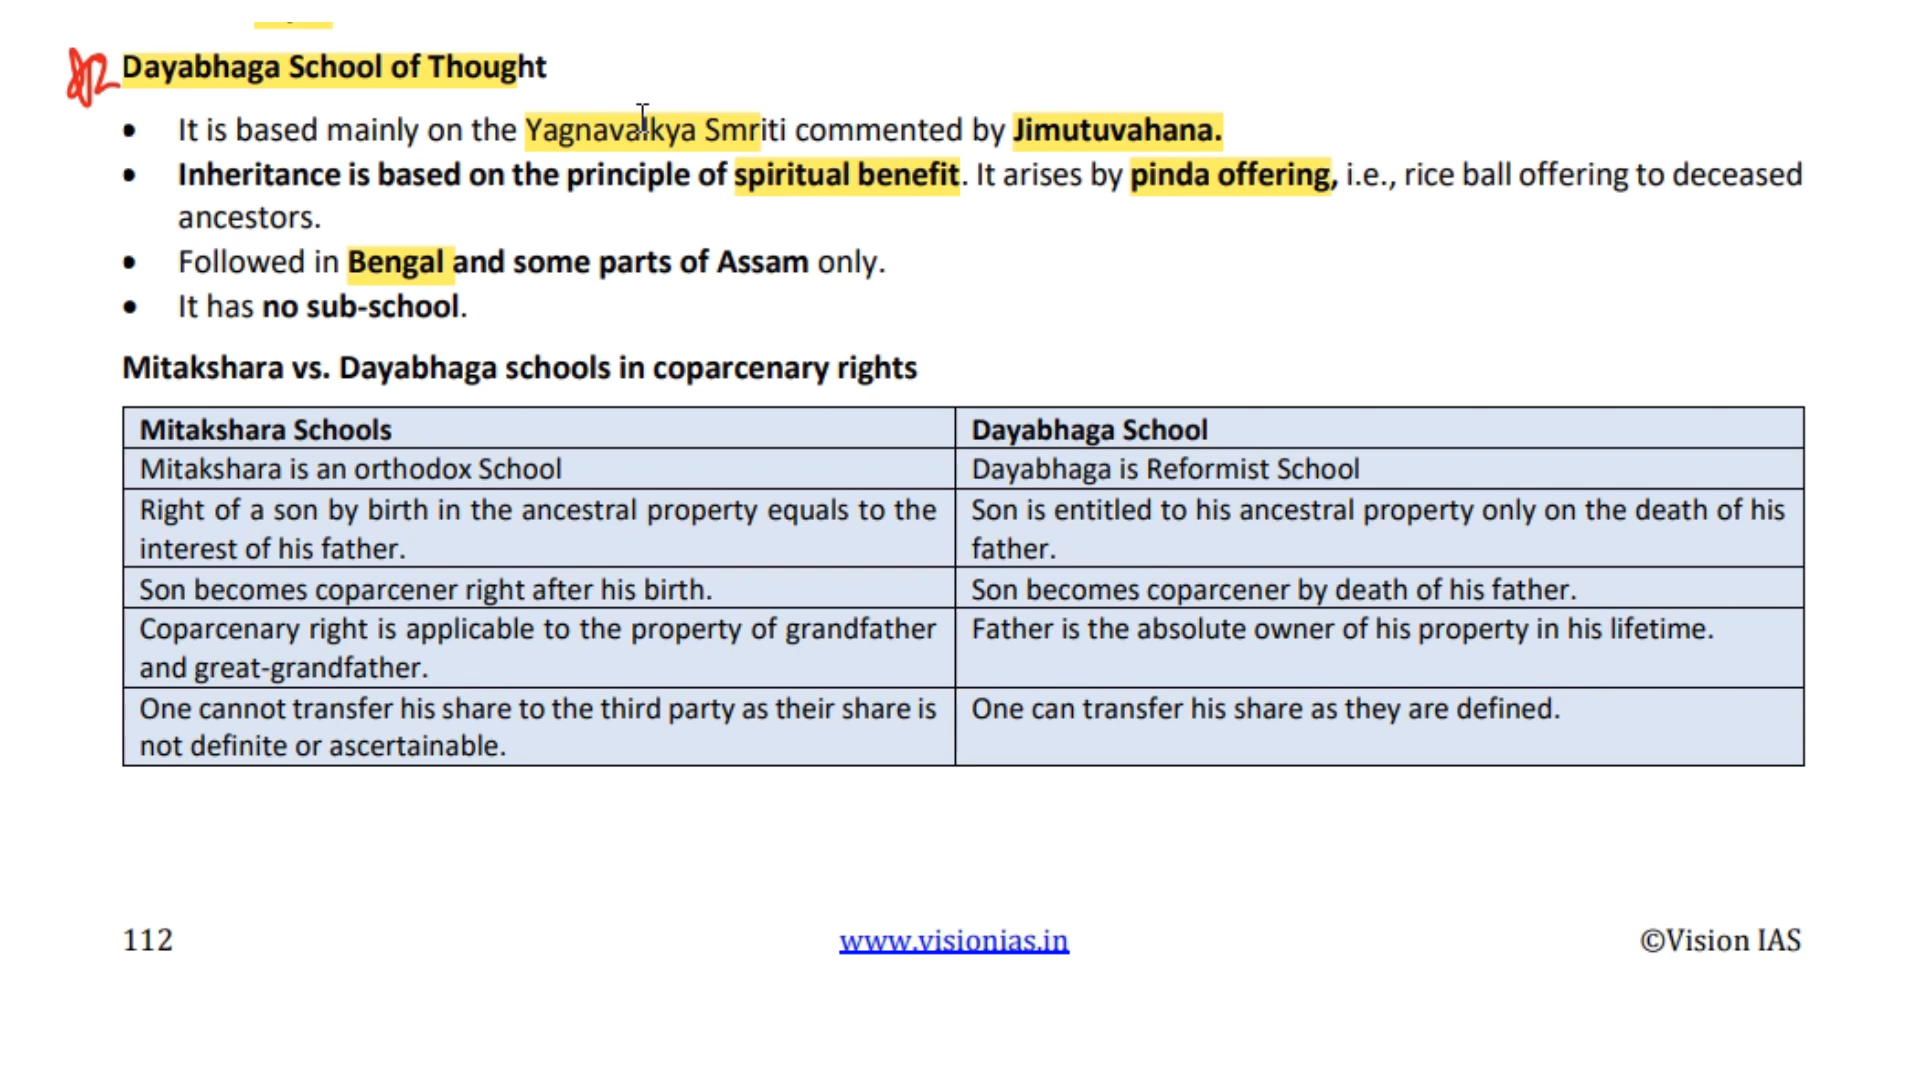 Dayabhaga School of Thought
• It is based mainly on the Yagnavalkya Smriti commented by Jimutuvahana.
• Inheritance is based on the principle of spiritual benefit. It arises by pinda offering, i.e., rice ball offering to deceased
ancestors.
• Followed in Bengal and some parts of Assam only.
• It has no sub-school.
Mitakshara vs. Dayabhaga schools in coparcenary rights
Mitakshara Schools
Dayabhaga School
Mitakshara is an orthodox School
Dayabhaga is Reformist School
Right of a son by birth in the ancestral property equals to the
interest of his father.
Son is entitled to his ancestral property only on the death of his
father.
Son becomes coparcener right after his birth.
Son becomes coparcener by death of his father.
Coparcenary right is applicable to the property of grandfather
and great-grandfather.
Father is the absolute owner of his property in his lifetime.
One cannot transfer his share to the third party as their share is
not definite or ascertainable.
One can transfer his share as they are defined.
112
www.visionias.in
©Vision IAS